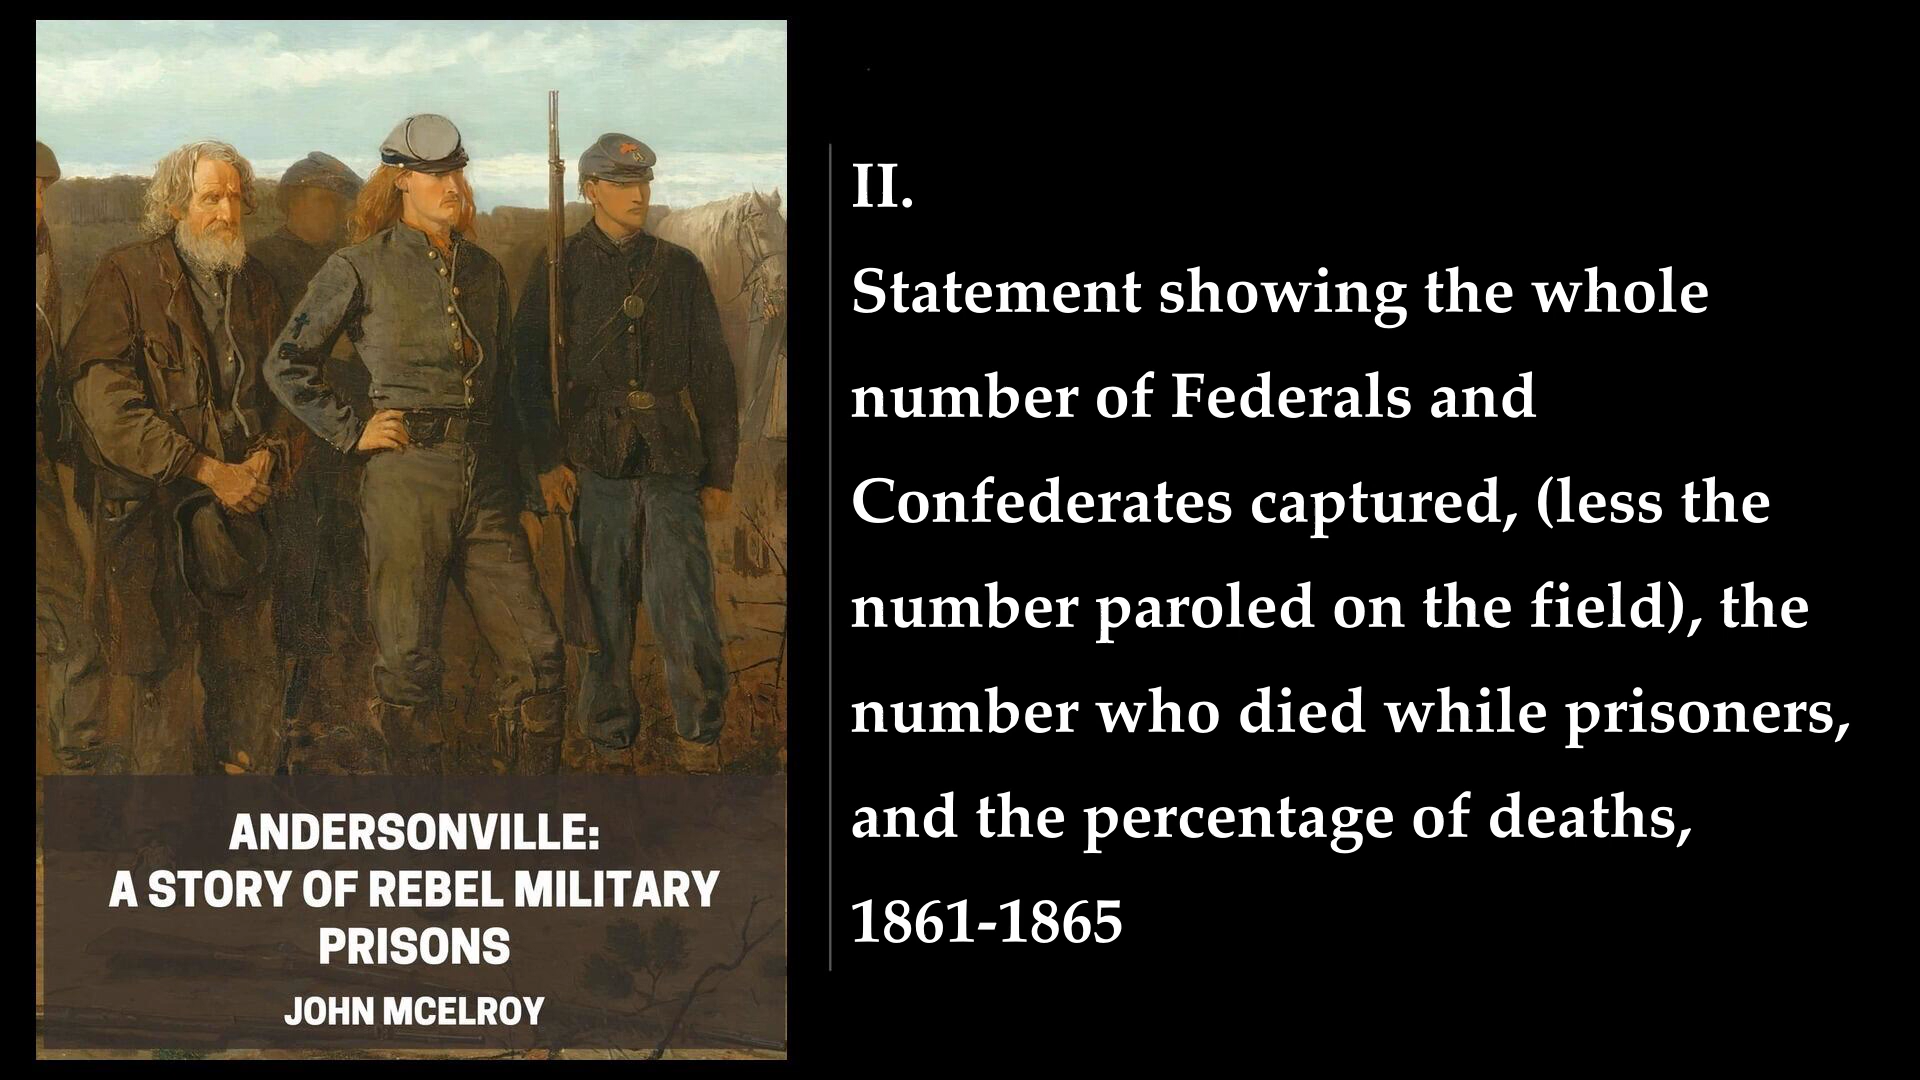 ANDERSONVILLE:
A STORY OF REBEL MILITARY
PRISONS
JOHN MCELROY
II.
Statement showing the whole
number of Federals and
Confederates captured, (less the
number paroled on the field), the
number who died while prisoners,
and the percentage of deaths,
1861-1865